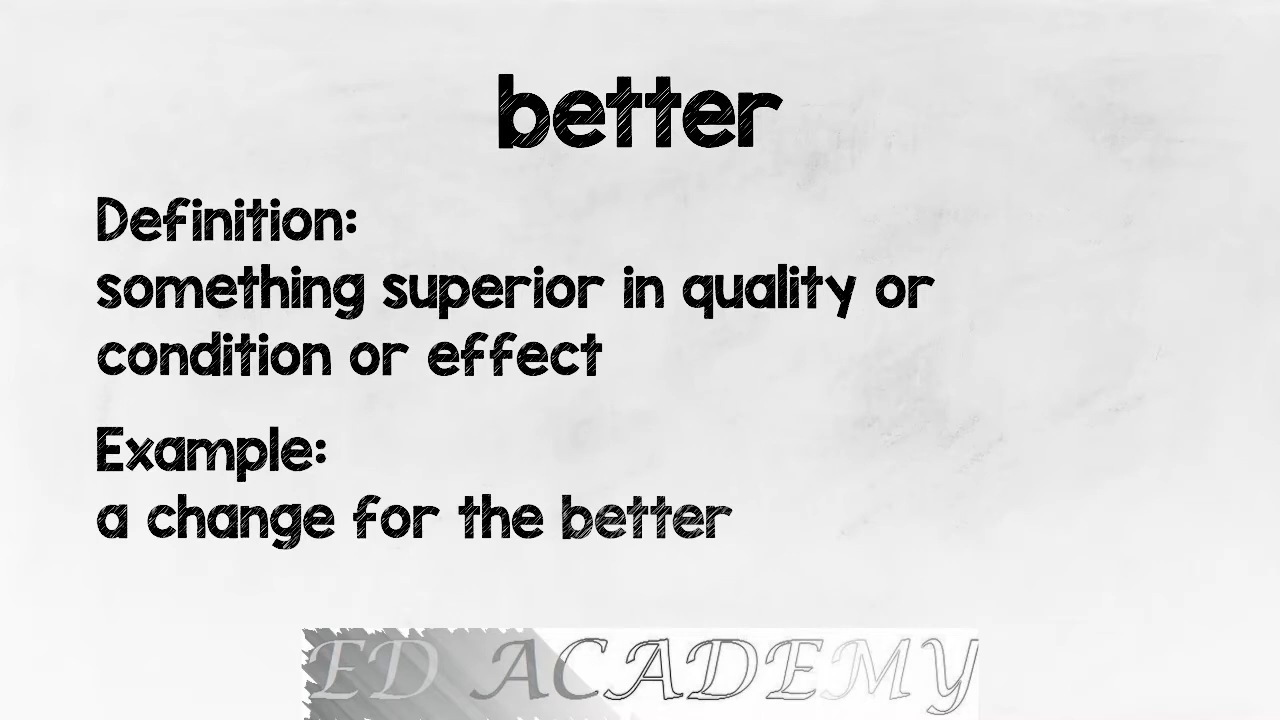 better
Definition:
something superior in quality or
condition or effect
Example:
a change for the better
ED ACADEMY